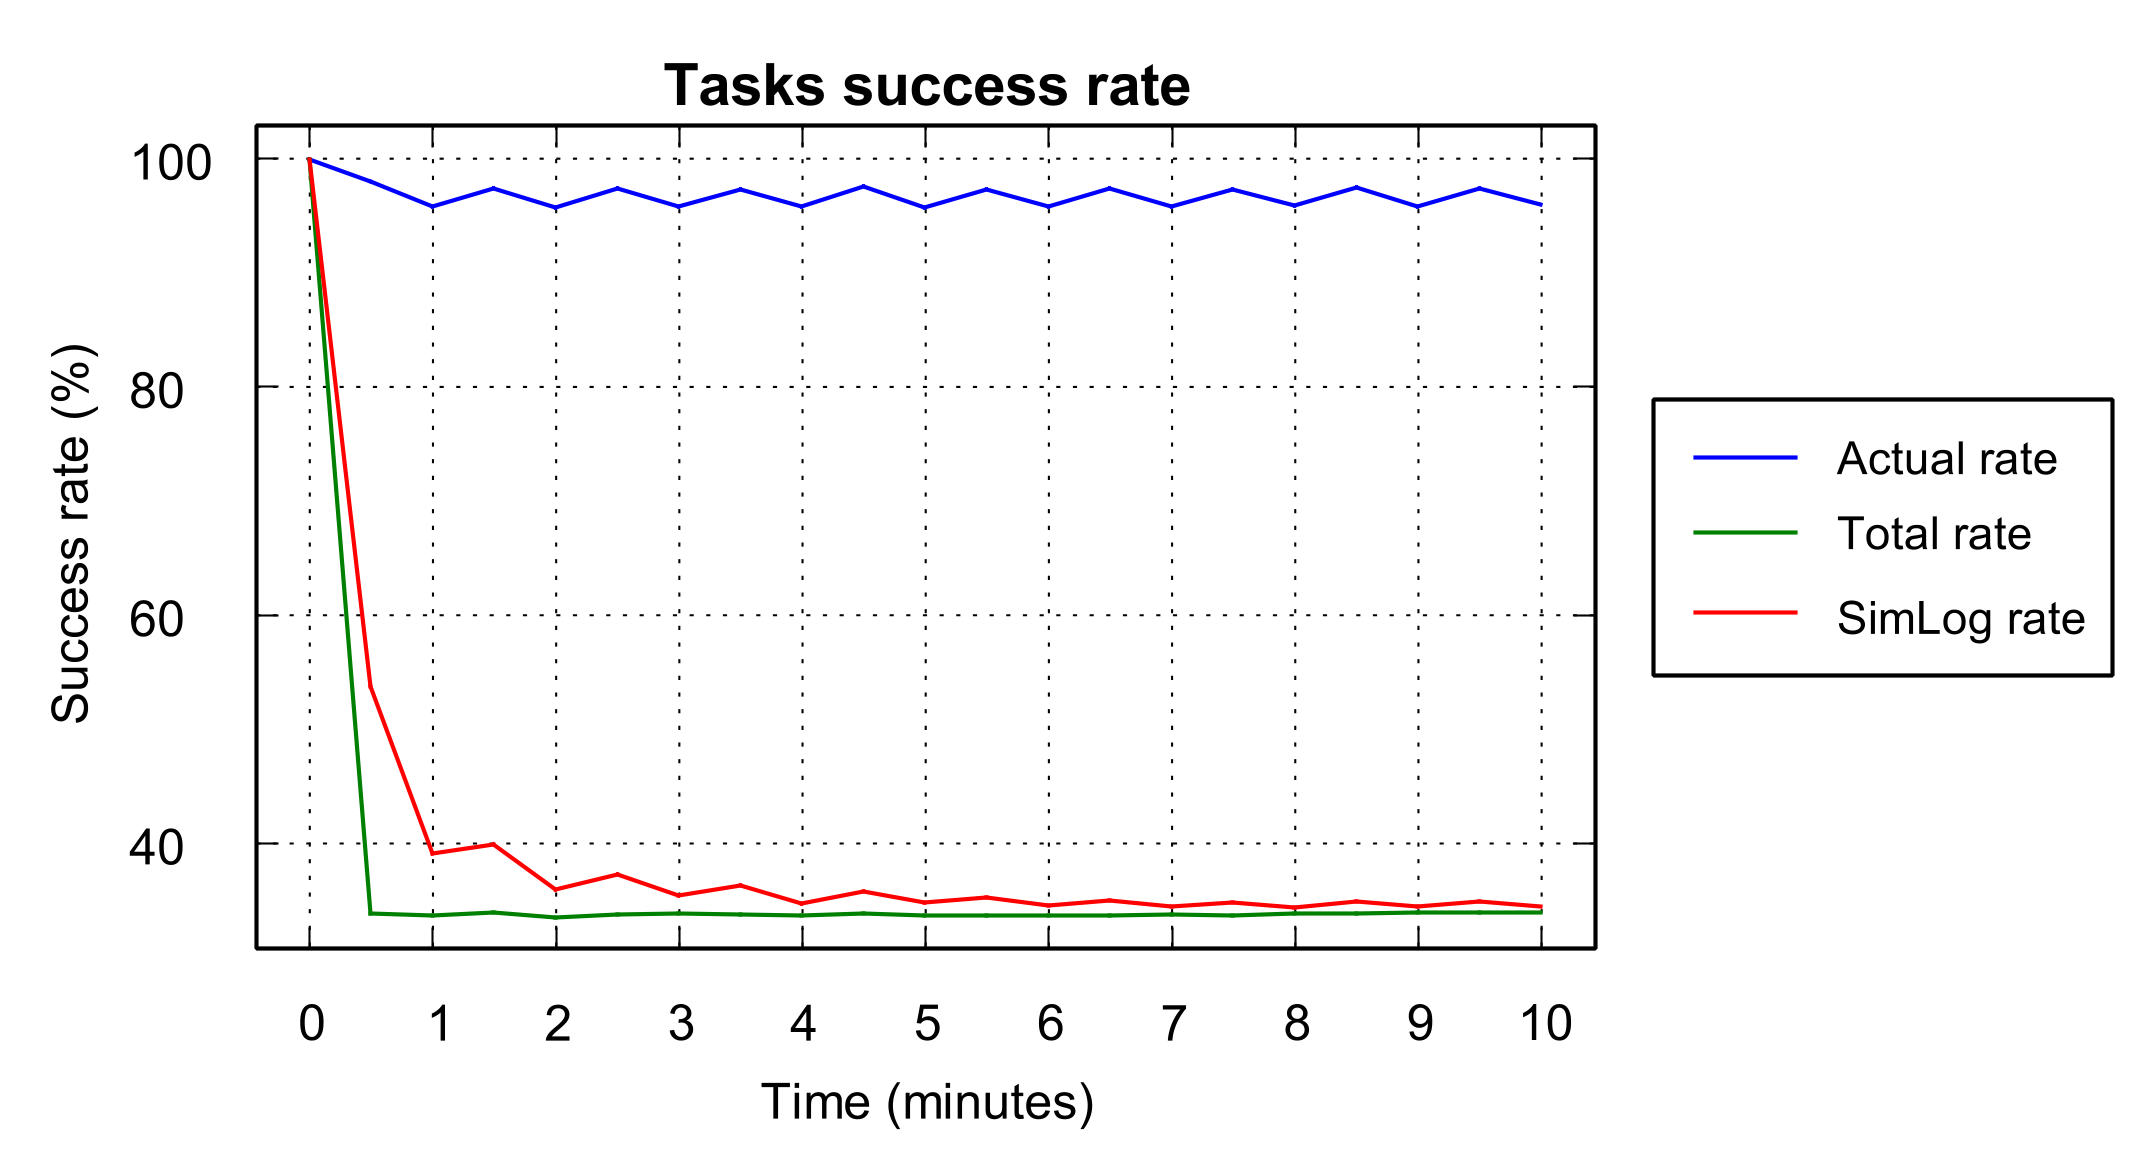 Tasks success rate
100
80
60
40
Success rate (%)
0 1 2 3 4 5 6 7 8 9 10
Time (minutes)
Actual rate
Total rate
SimLog rate